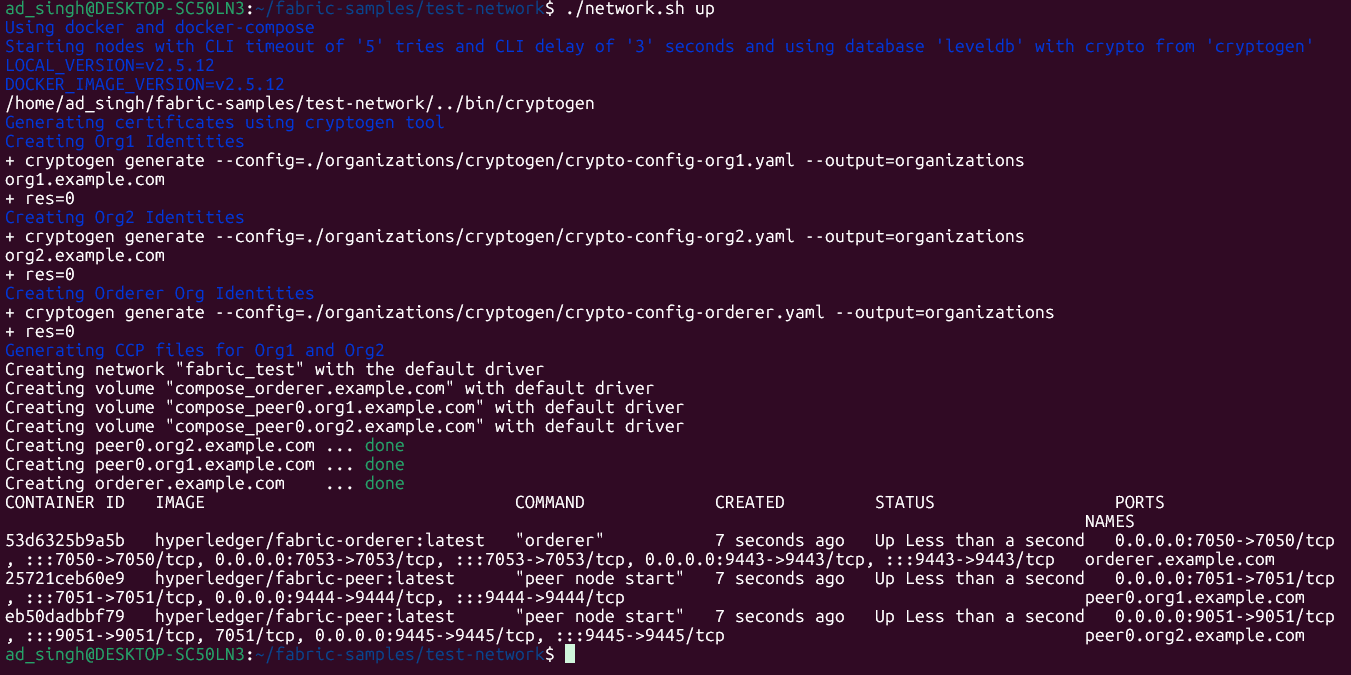 ad_singh@DESKTOP-SC50LN3:~/fabric-samples/test-network$ ./network.sh up
Using docker and docker-compose
Starting nodes with CLI timeout of '5' tries and CLI delay of '3' seconds and using database 'leveldb' with crypto from 'cryptogen'
LOCAL_VERSION=v2.5.12
DOCKER_IMAGE_VERSION=v2.5.12
/home/ad_singh/fabric-samples/test-network/../bin/cryptogen
Generating certificates using cryptogen tool
Creating Org1 Identities
+ cryptogen generate --config=./organizations/cryptogen/crypto-config-org1.yaml --output=organizations
org1.example.com
+ res=0
Creating Org2 Identities
+ cryptogen generate --config=./organizations/cryptogen/crypto-config-org2.yaml --output=organizations
org2.example.com
+ res=0
Creating Orderer Org Identities
+ cryptogen generate --config=./organizations/cryptogen/crypto-config-orderer.yaml --output=organizations
+ res=0
Generating CCP files for Org1 and Org2
Creating network "fabric_test" with the default driver
Creating volume "compose_orderer.example.com" with default driver
Creating volume "compose_peer0.org1.example.com" with default driver
Creating volume "compose_peer0.org2.example.com" with default driver
Creating peer0.org2.example.com ... done
Creating peer0.org1.example.com ... done
Creating orderer.example.com    ... done
CONTAINER ID   IMAGE                               COMMAND             CREATED         STATUS                  PORTS
                                                                                                            NAMES
53d6325b9a5b   hyperledger/fabric-orderer:latest   "orderer"           7 seconds ago   Up Less than a second   0.0.0.0:7050->7050/tcp
, :::7050->7050/tcp, 0.0.0.0:7053->7053/tcp, :::7053->7053/tcp, 0.0.0.0:9443->9443/tcp, :::9443->9443/tcp   orderer.example.com
25721ceb60e9   hyperledger/fabric-peer:latest      "peer node start"   7 seconds ago   Up Less than a second   0.0.0.0:7051->7051/tcp
, :::7051->7051/tcp, 0.0.0.0:9444->9444/tcp, :::9444->9444/tcp                                              peer0.org1.example.com
eb50dadbbf79   hyperledger/fabric-peer:latest      "peer node start"   7 seconds ago   Up Less than a second   0.0.0.0:9051->9051/tcp
, :::9051->9051/tcp, 7051/tcp, 0.0.0.0:9445->9445/tcp, :::9445->9445/tcp                                    peer0.org2.example.com
ad_singh@DESKTOP-SC50LN3:~/fabric-samples/test-network$